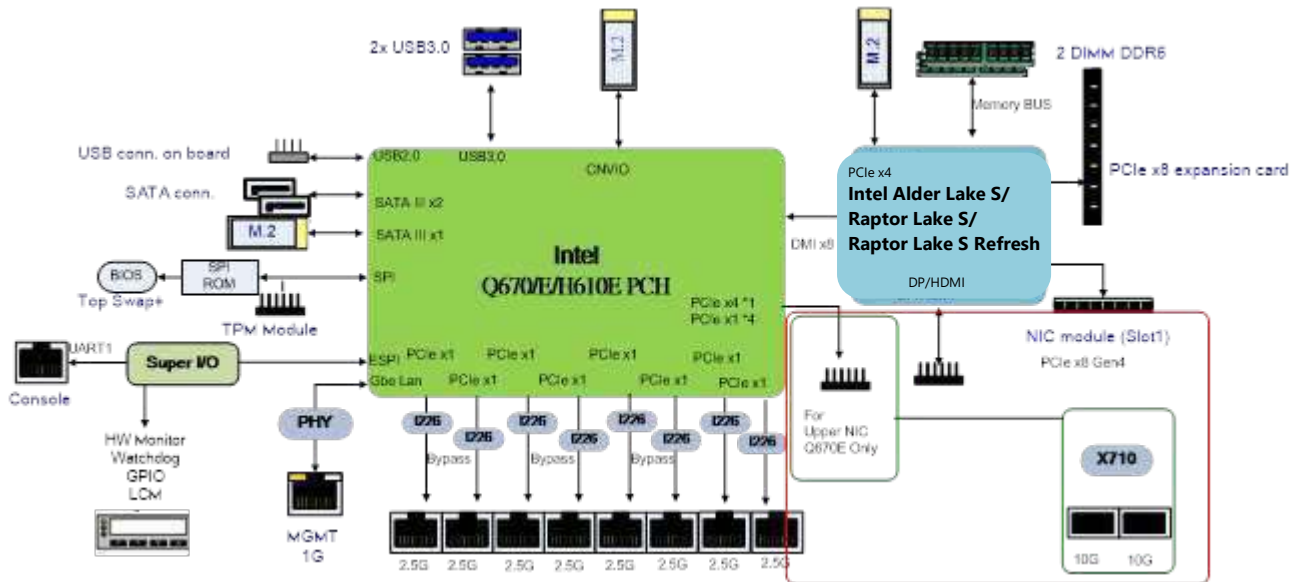 2x USB3.0
M.2
M.2
2 DIMM DDR5
Memory BUS
USB conn. on board
USB2.0
USB3.0
CNVIO
PCIe x4
Intel Alder Lake S/
Raptor Lake S/
Raptor Lake S Refresh
DP/HDMI
PCIe x8 expansion card
SATA conn.
SATA III x2
M.2
SATA III x1
DMI x8
Intel
Q670/E/H610E PCH
BIOS
SPI
ROM
SPI
Top Swap+
TPM Module
PCIe x4 *1
PCIe x1 *4
NIC module (Slot1)
PCIe x8 Gen4
UART1
Super I/O
ESPI
PCIe x1
PCIe x1
PCIe x1
PCIe x1
Console
Gbe Lan
PCIe x1
PCIe x1
PCIe x1
PCIe x1
PHY
I226
I226
I226
I226
I226
I226
I226
I226
Bypass
Bypass
Bypass
For
Upper NIC
Q670E Only
HW Monitor
Watchdog
GPIO
LCM
X710
MGMT
1G
2.5G
2.5G
2.5G
2.5G
2.5G
2.5G
2.5G
2.5G
10G
10G